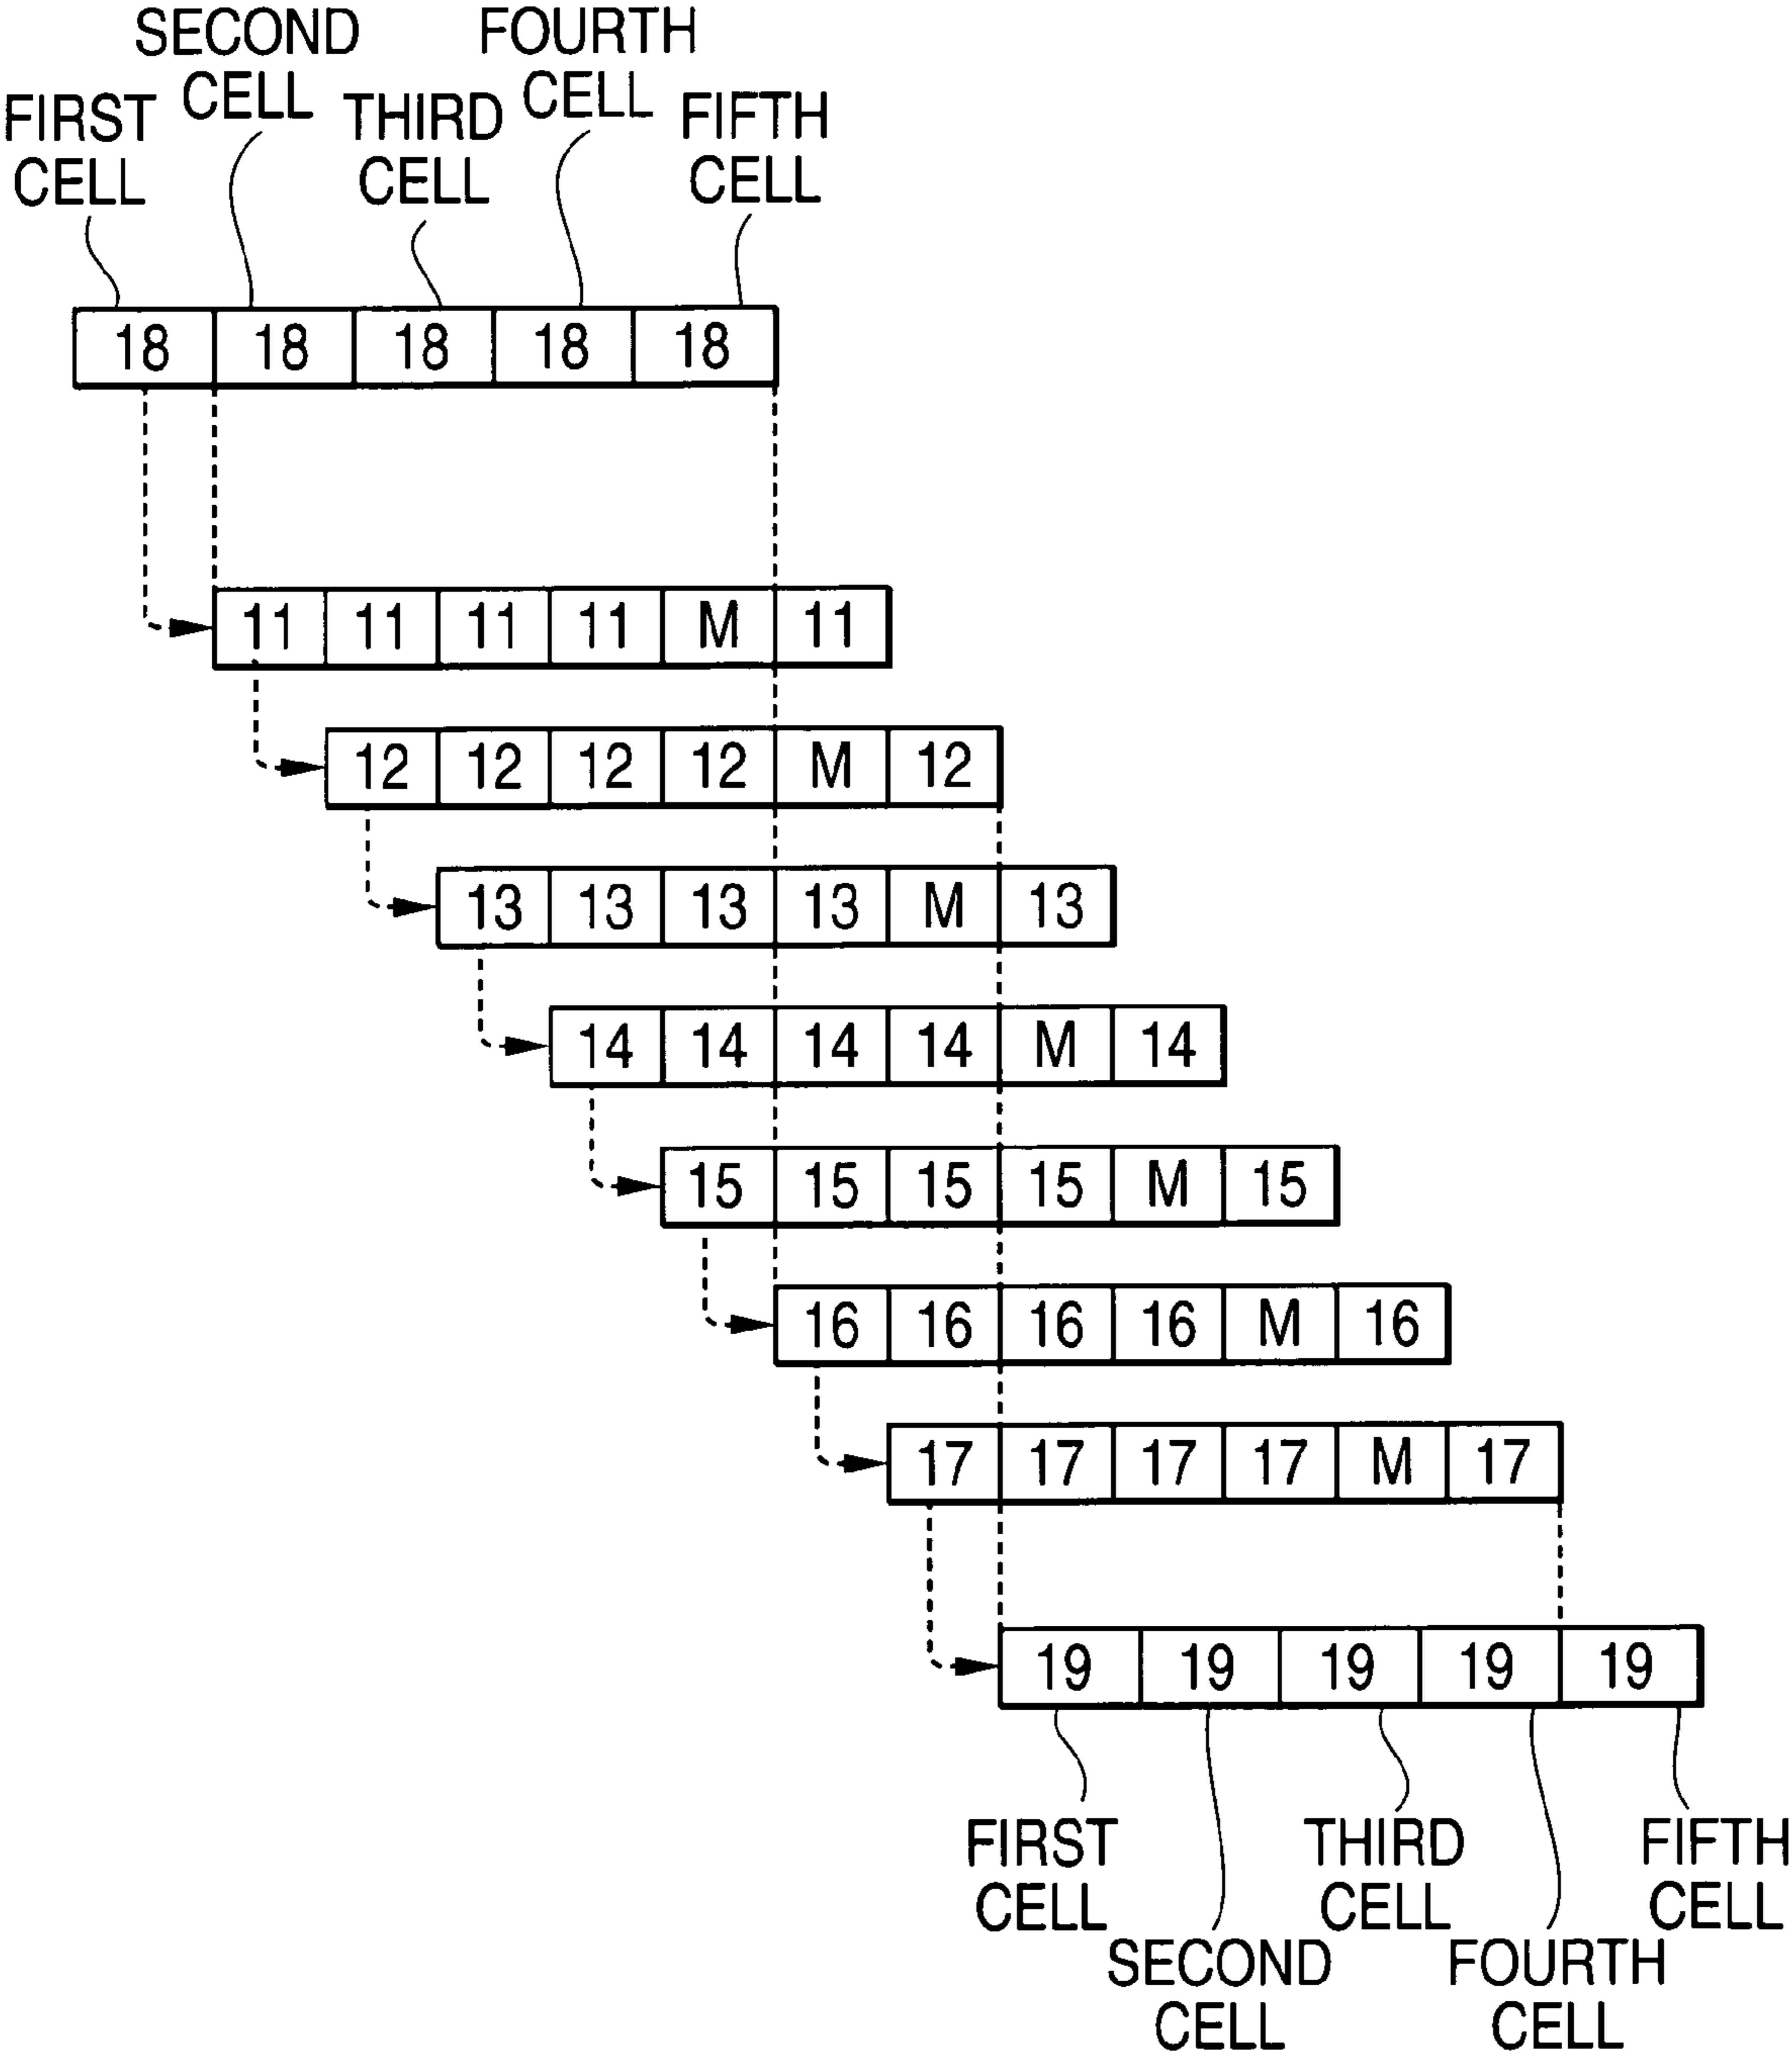 SECOND
CELL
FOURTH
CELL
FIRST
CELL
THIRD
CELL
FIFTH
CELL
18 18 18 18 18
11 11 11 11 M 11
12 12 12 12 M 12
13 13 13 13 M 13
14 14 14 14 M 14
15 15 15 15 M 15
16 16 16 16 M 16
17 17 17 17 M 17
19 19 19 19 19
FIRST
CELL
THIRD
CELL
FIFTH
CELL
SECOND
CELL
FOURTH
CELL